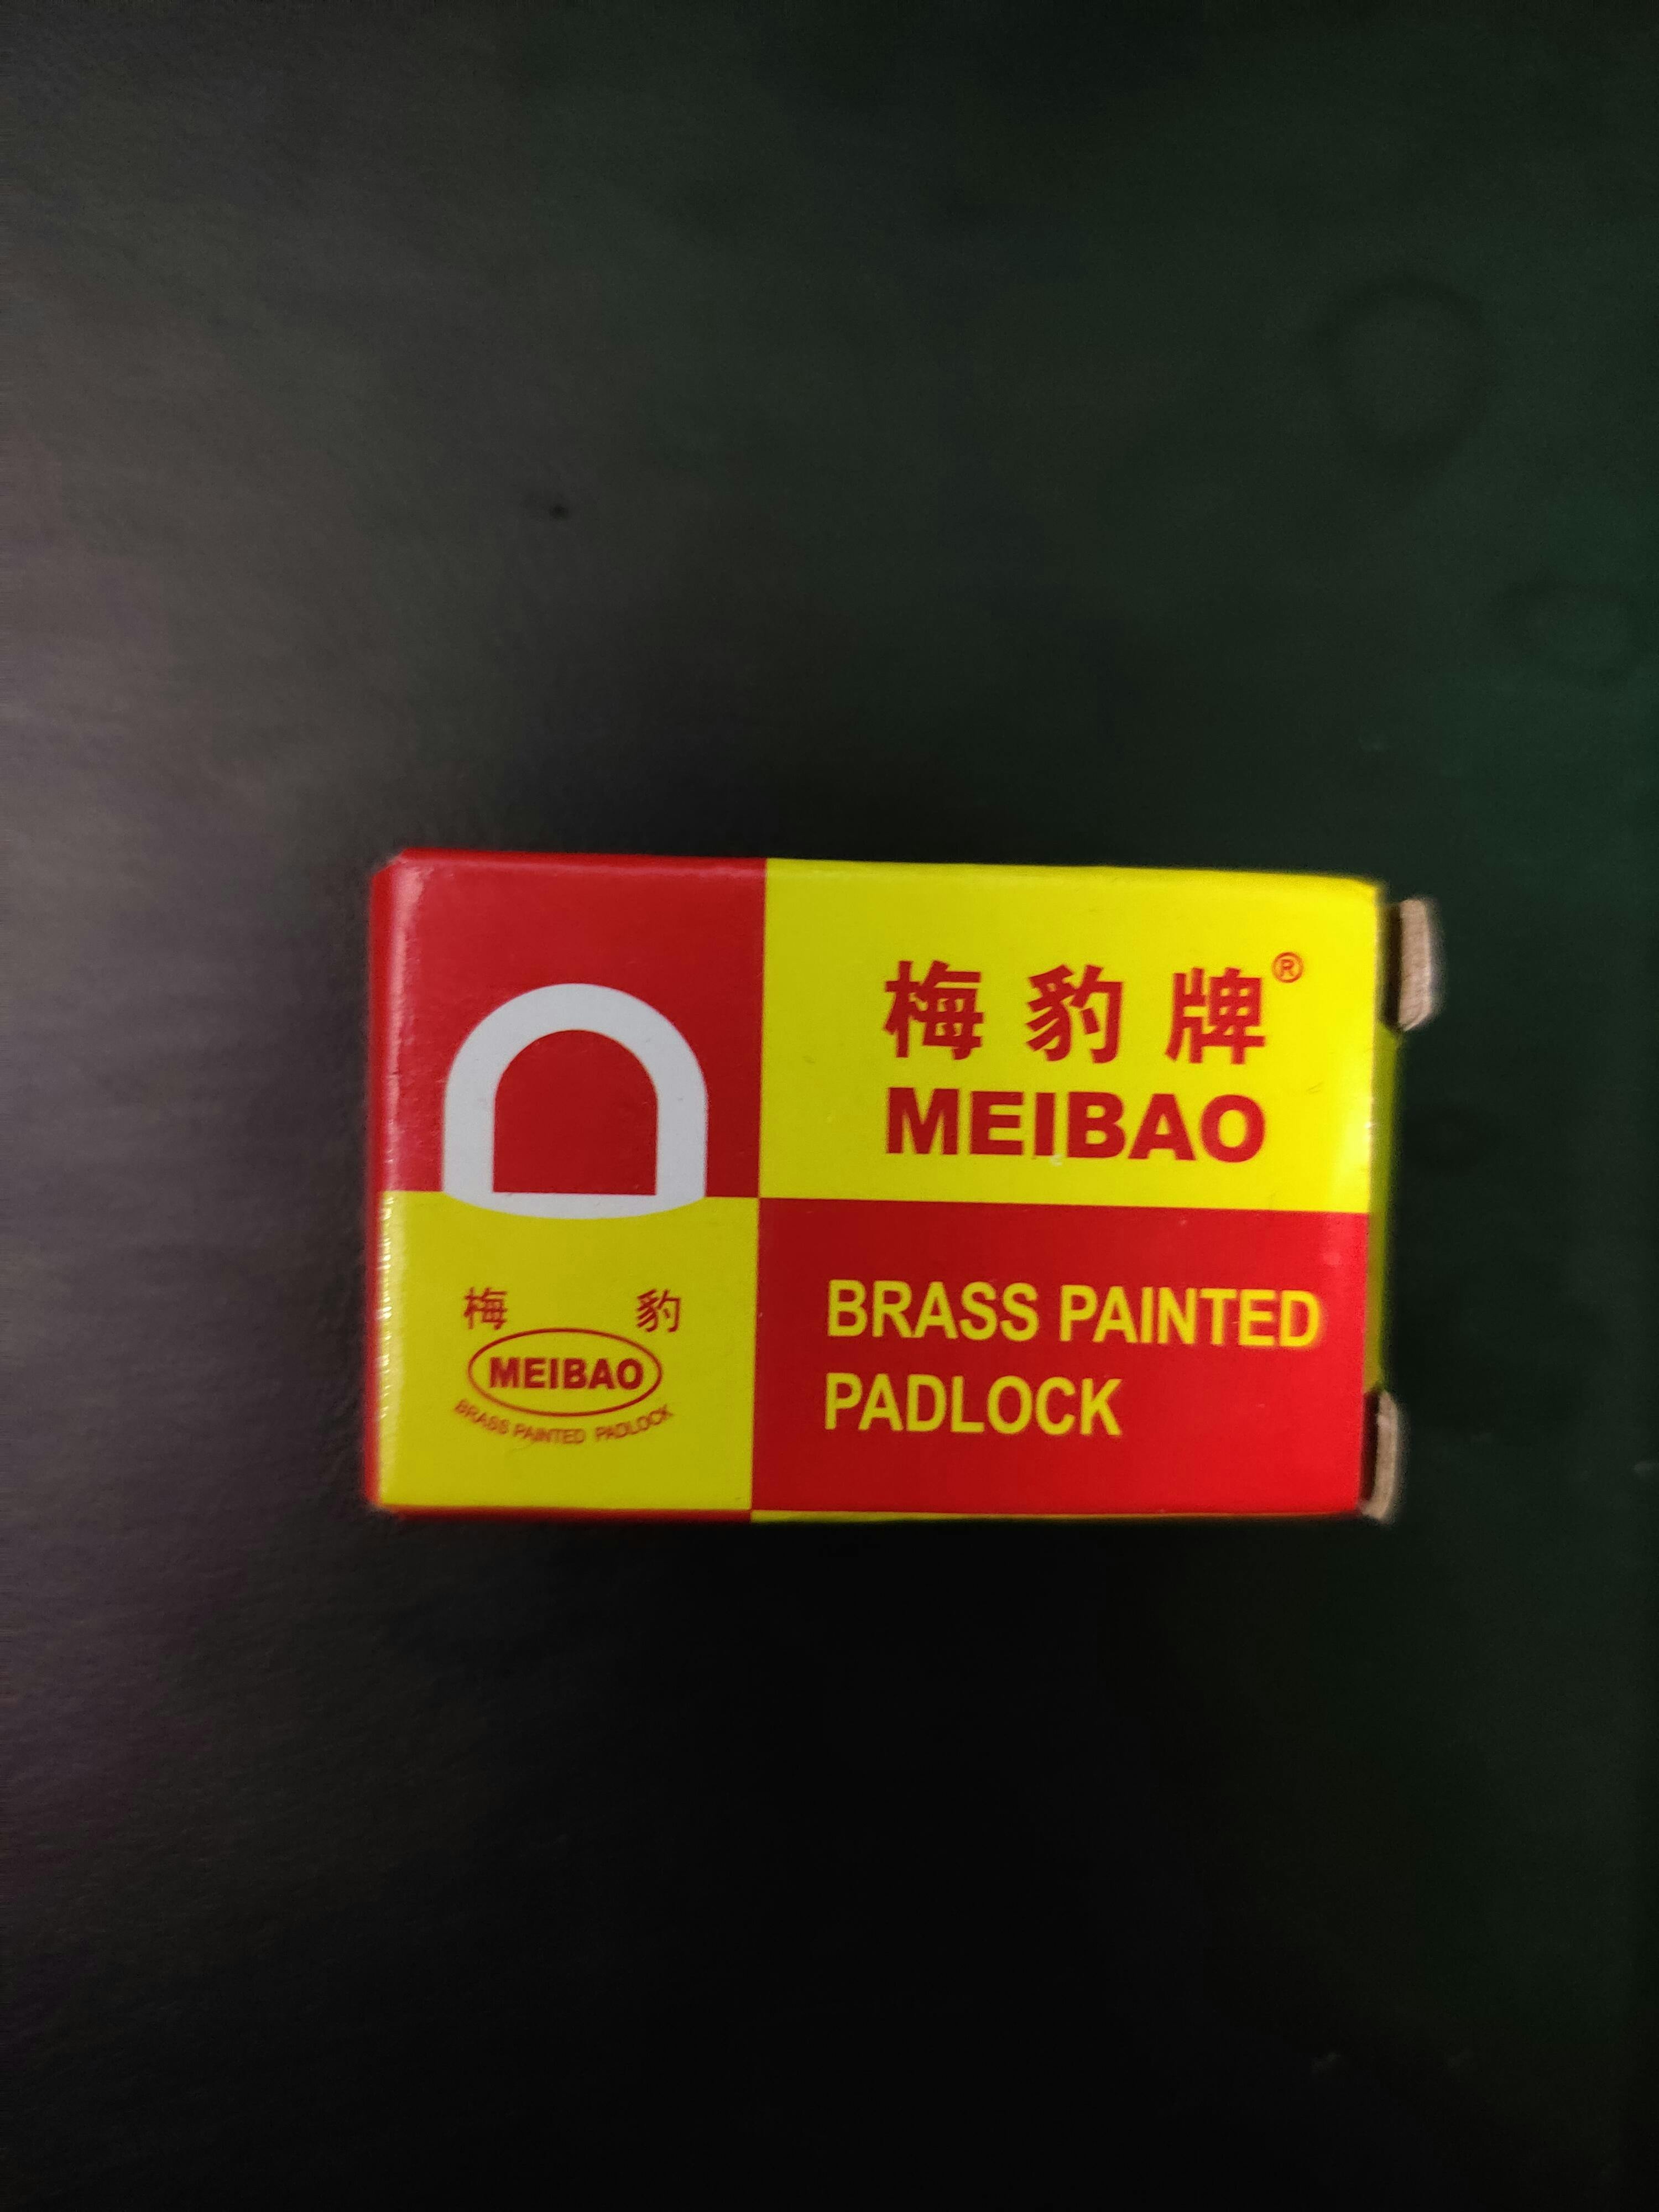 梅豹牌®
MEIBAO
BRASS PAINTED
PADLOCK
梅 豹
MEIBAO
BRASS PAINTED PADLOCK